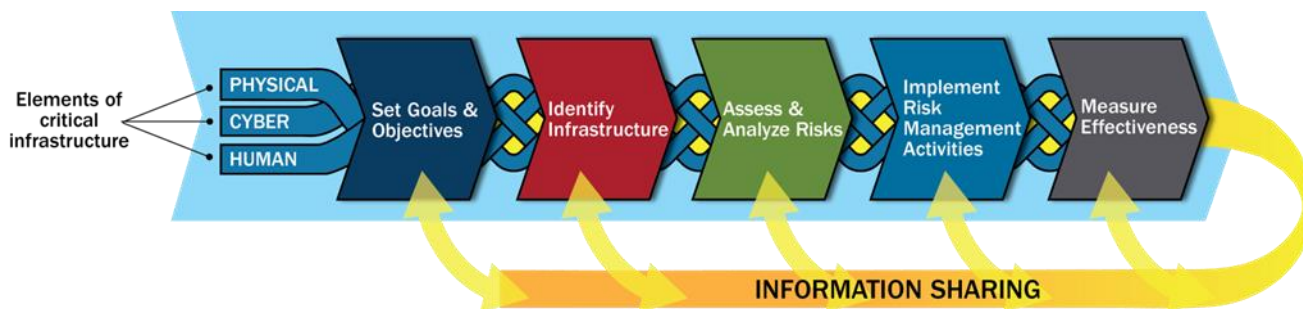 Elements of
critical
infrastructure
PHYSICAL
CYBER
HUMAN
Set Goals &
Objectives
Identify
Infrastructure
Assess &
Analyze Risks
Implement
Risk
Management
Activities
Measure
Effectiveness
INFORMATION SHARING